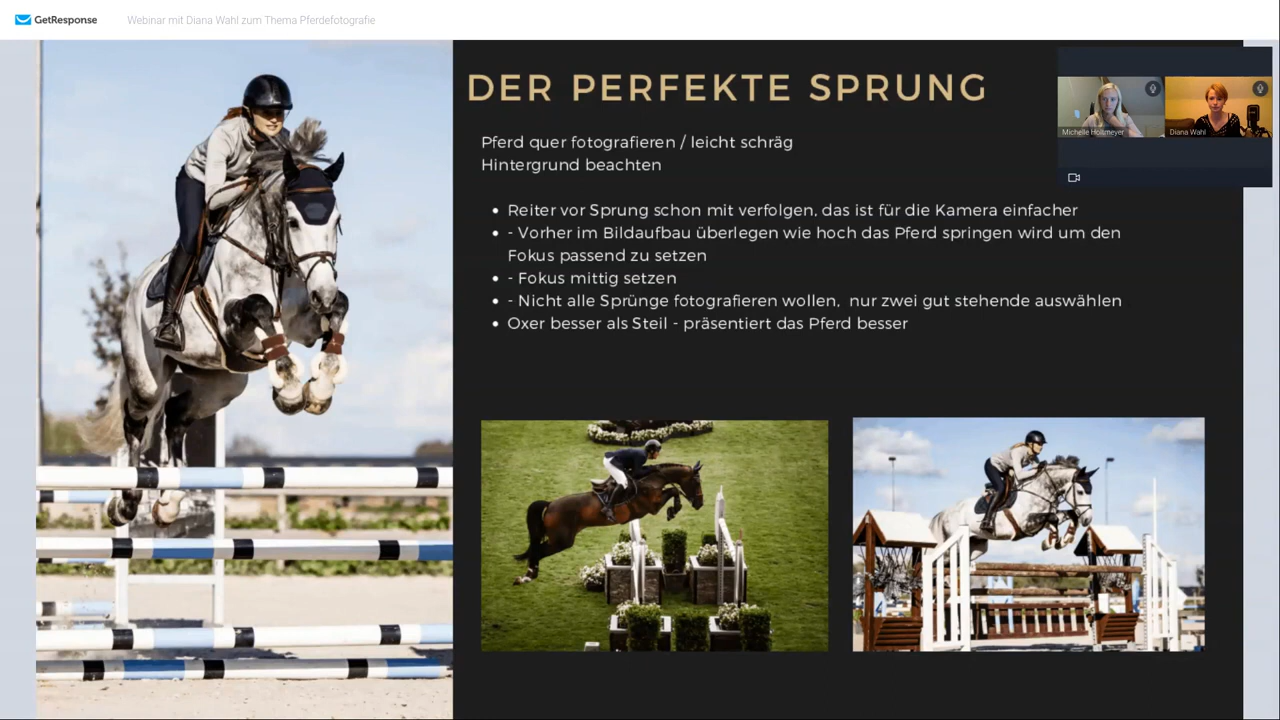 GetResponse
Webinar mit Diana Wahl zum Thema Pferdefotografie
DER PERFEKTE SPRUNG
Michelle Holtmeyer
Diana Wahl
Pferd quer fotografieren / leicht schräg
Hintergrund beachten
• Reiter vor Sprung schon mit verfolgen, das ist für die Kamera einfacher
• - Vorher im Bildaufbau überlegen wie hoch das Pferd springen wird um den
Fokus passend zu setzen
• - Fokus mittig setzen
• - Nicht alle Sprünge fotografieren wollen, nur zwei gut stehende auswählen
• Oxer besser als Steil - präsentiert das Pferd besser
4